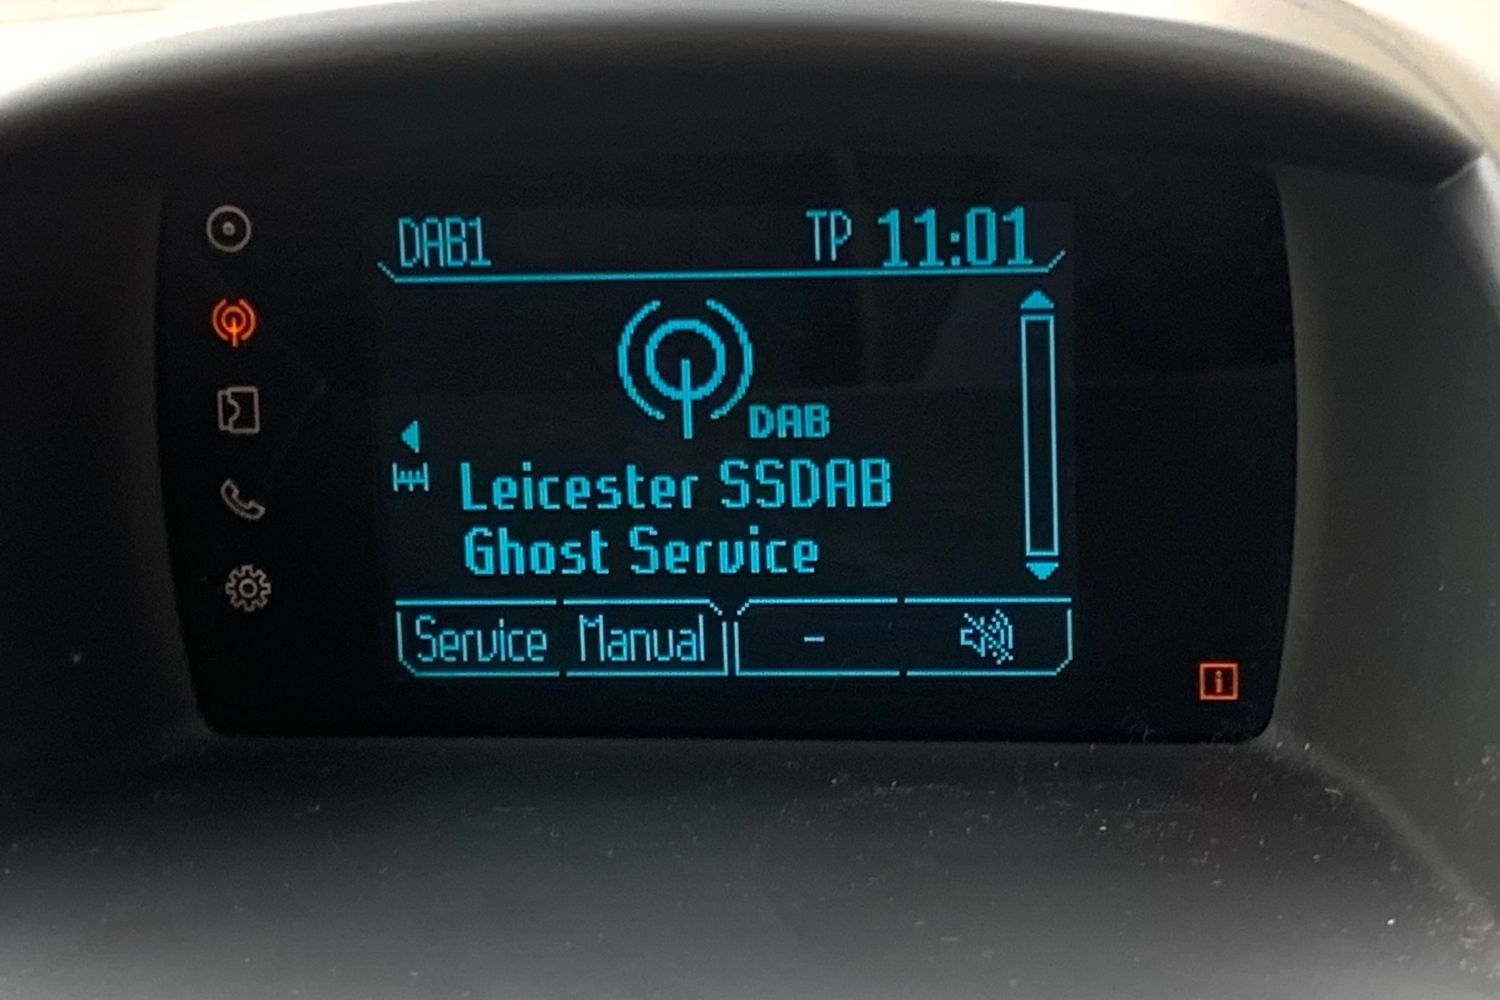 DAB1 TP 11:01
DAB
Leicester SSDAB
Ghost Service
Service Manual -
i